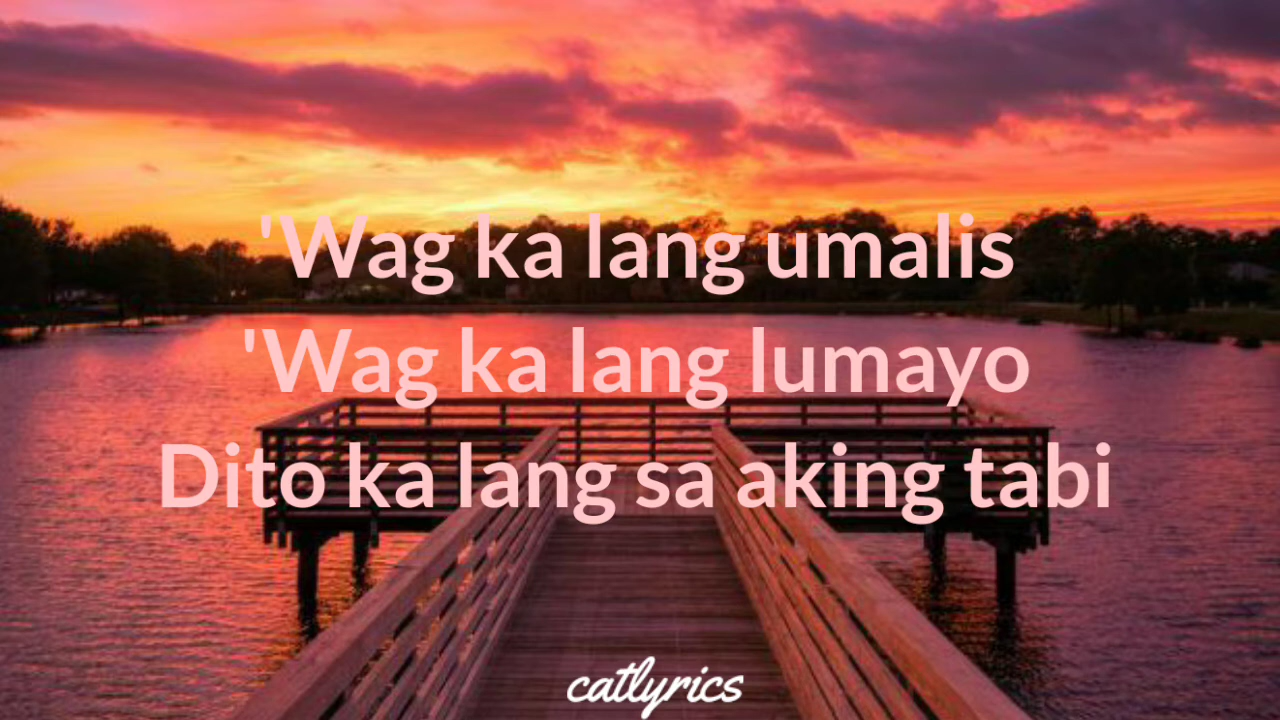 'Wag ka lang umalis
'Wag ka lang lumayo
Dito ka lang sa aking tabi
catlyrics